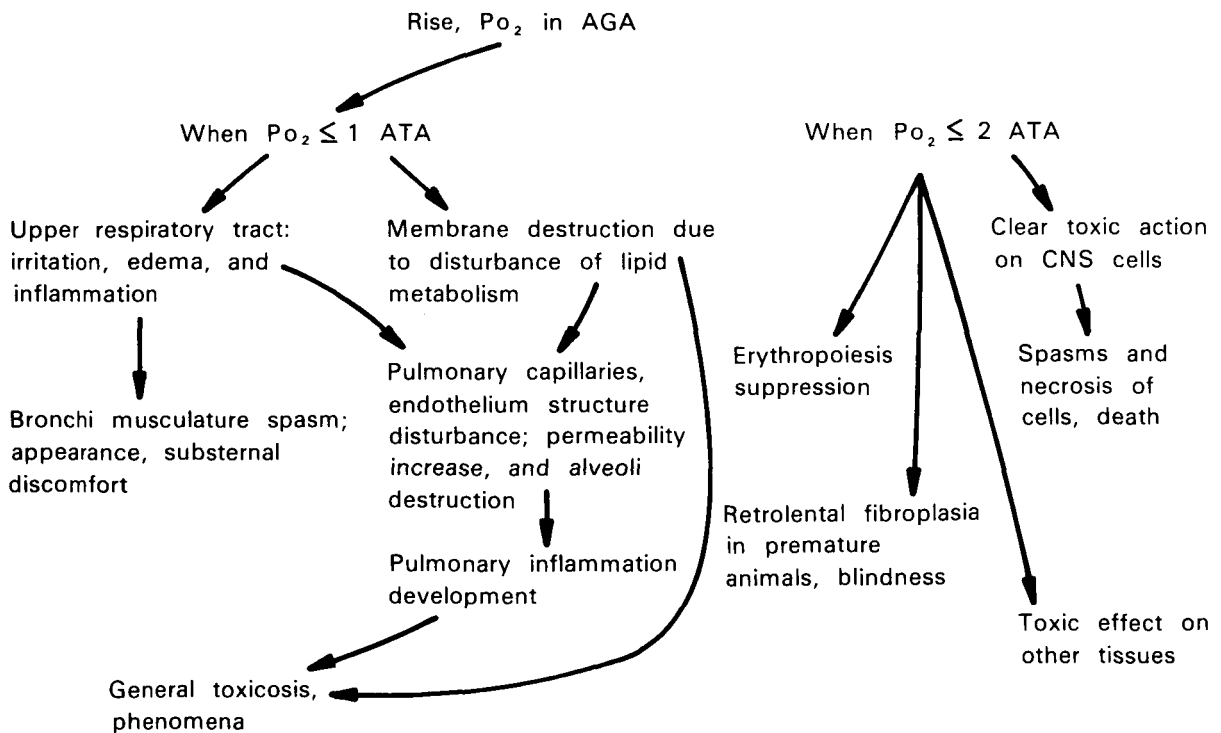 Rise, Po₂ in AGA
When Po₂ ≤ 1 ATA
When Po₂ ≤ 2 ATA
Upper respiratory tract:
irritation, edema, and
inflammation
Membrane destruction due
to disturbance of lipid
metabolism
Clear toxic action
on CNS cells
Bronchi musculature spasm;
appearance, substernal
discomfort
Pulmonary capillaries,
endothelium structure
disturbance; permeability
increase, and alveoli
destruction
Erythropoiesis
suppression
Spasms and
necrosis of
cells, death
Pulmonary inflammation
development
Retrolental fibroplasia
in premature
animals, blindness
Toxic effect on
other tissues
General toxicosis,
phenomena